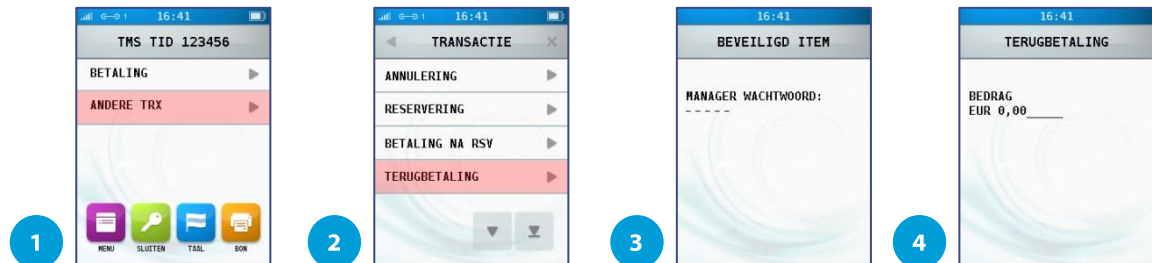 16:41
TMS TID 123456
BETALING
ANDERE TRX
MENU SLUITEN TAAL BON
1
16:41
TRANSACTIE
ANNULERING
RESERVERING
BETALING NA RSV
TERUGBETALING
2
16:41
BEVEILIGD ITEM
MANAGER WACHTWOORD:
- - - - -
3
16:41
TERUGBETALING
BEDRAG
EUR 0,00_____
4